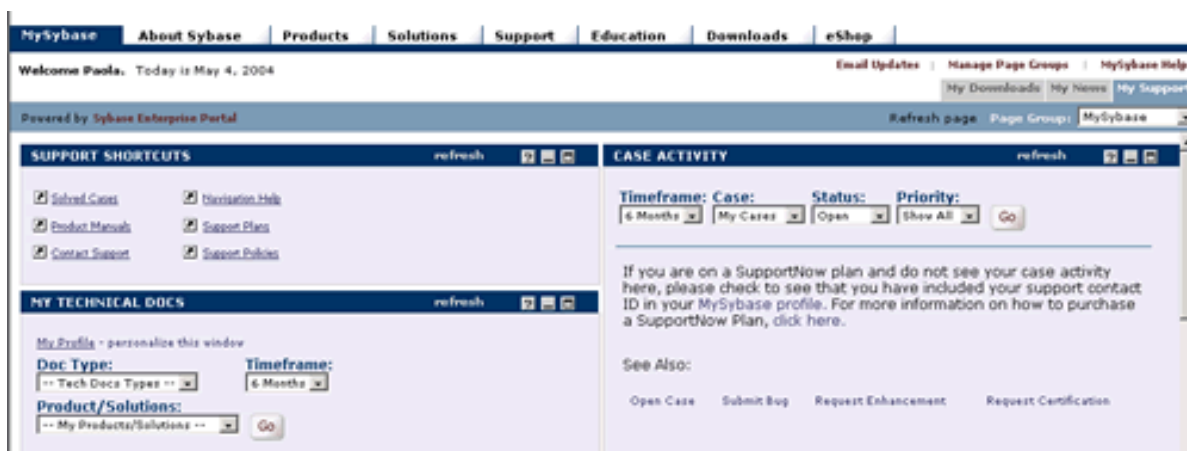 MySybase About Sybase Products Solutions Support Education Downloads eShop
Welcome Paola. Today is May 4, 2004
Email Updates | Manage Page Groups | MySybase Help
My Downloads My News My Support
Powered by Sybase Enterprise Portal
Refresh page Page Group: MySybase
SUPPORT SHORTCUTS refresh ?
Solved Cases Navigation Help
Product Manuals Support Plans
Contact Support Support Policies
MY TECHNICAL DOCS refresh ?
My Profile - personalize this window
Doc Type: Timeframe:
-- Tech Docs Types -- 6 Months
Product/Solutions:
-- My Products/Solutions -- Go
CASE ACTIVITY refresh ?
Timeframe: Case: Status: Priority:
6 Months My Cases Open Show All Go
If you are on a SupportNow plan and do not see your case activity
here, please check to see that you have included your support contact
ID in your MySybase profile. For more information on how to purchase
a SupportNow Plan, click here.
See Also:
Open Case Submit Bug Request Enhancement Request Certification